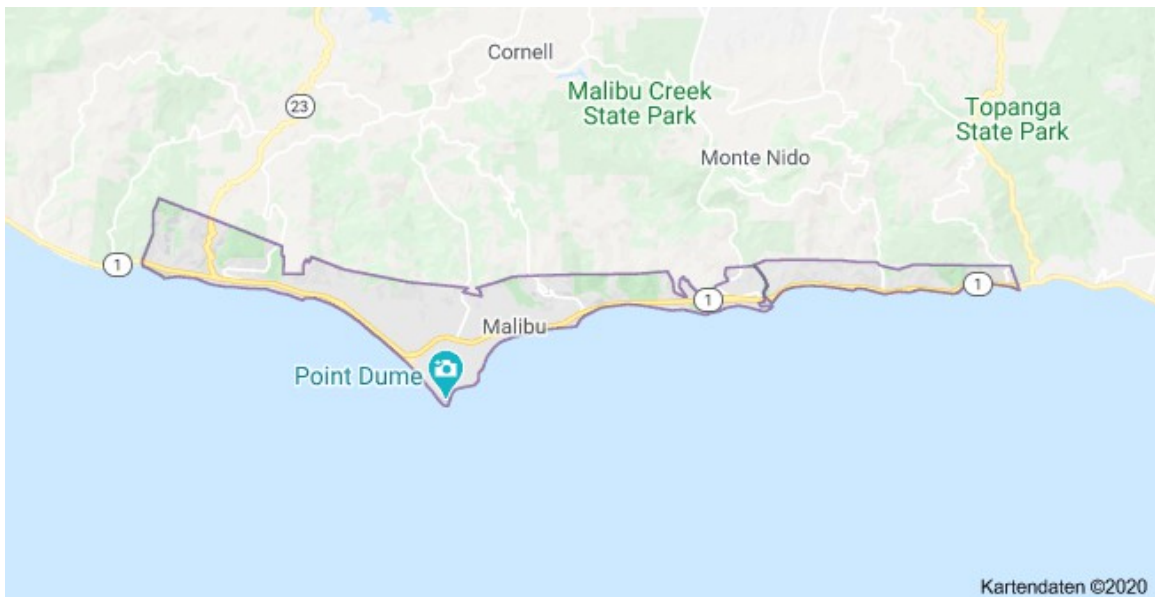 Cornell
23
Malibu Creek
State Park
Topanga
State Park
Monte Nido
1
1
1
Malibu
Point Dume
Kartendaten ©2020